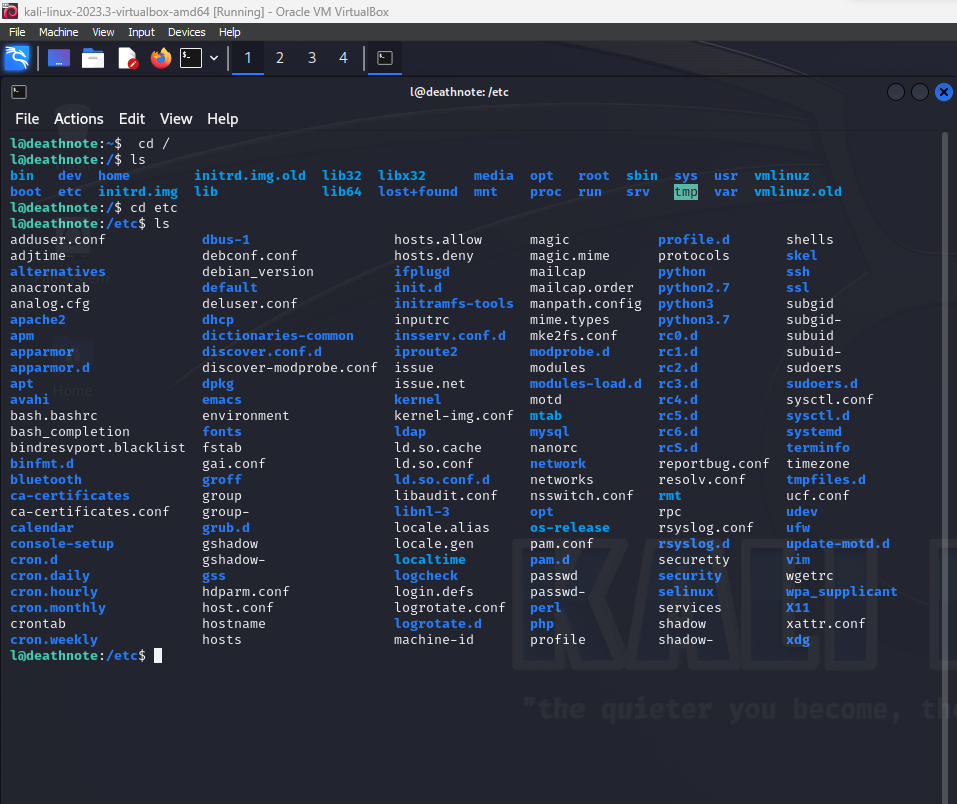 kali-linux-2023.3-virtualbox-amd64 [Running] - Oracle VM VirtualBox
File Machine View Input Devices Help
1 2 3 4
l@deathnote: /etc
File Actions Edit View Help
l@deathnote:~$  cd /
l@deathnote:/$ ls
bin dev home initrd.img.old lib32 libx32 media opt root sbin sys usr vmlinuz
boot etc initrd.img lib lib64 lost+found mnt proc run srv tmp var vmlinuz.old
l@deathnote:/$ cd etc
l@deathnote:/etc$ ls
adduser.conf dbus-1 hosts.allow magic profile.d shells
adjtime debconf.conf hosts.deny magic.mime protocols skel
alternatives debian_version ifplugd mailcap python ssh
anacrontab default init.d mailcap.order python2.7 ssl
analog.cfg deluser.conf initramfs-tools manpath.config python3 subgid
apache2 dhcp inputrc mime.types python3.7 subgid-
apm dictionaries-common insserv.conf.d mke2fs.conf rc0.d subuid
apparmor discover.conf.d iproute2 modprobe.d rc1.d subuid-
apparmor.d discover-modprobe.conf issue modules rc2.d sudoers
apt dpkg issue.net modules-load.d rc3.d sudoers.d
avahi emacs kernel motd rc4.d sysctl.conf
bash.bashrc environment kernel-img.conf mtab rc5.d sysctl.d
bash_completion fonts ldap mysql rc6.d systemd
bindresvport.blacklist fstab ld.so.cache nanorc rcS.d terminfo
binfmt.d gai.conf ld.so.conf network reportbug.conf timezone
bluetooth groff ld.so.conf.d networks resolv.conf tmpfiles.d
ca-certificates group libaudit.conf nsswitch.conf rmt ucf.conf
ca-certificates.conf group- libnl-3 opt rpc udev
calendar grub.d locale.alias os-release rsyslog.conf ufw
console-setup gshadow locale.gen pam.conf rsyslog.d update-motd.d
cron.d gshadow- localtime pam.d securetty vim
cron.daily gss logcheck passwd security wgetrc
cron.hourly hdparm.conf login.defs passwd- selinux wpa_supplicant
cron.monthly host.conf logrotate.conf perl services X11
crontab hostname logrotate.d php shadow xattr.conf
cron.weekly hosts machine-id profile shadow- xdg
l@deathnote:/etc$
Home
KALI
"the quieter you become, the